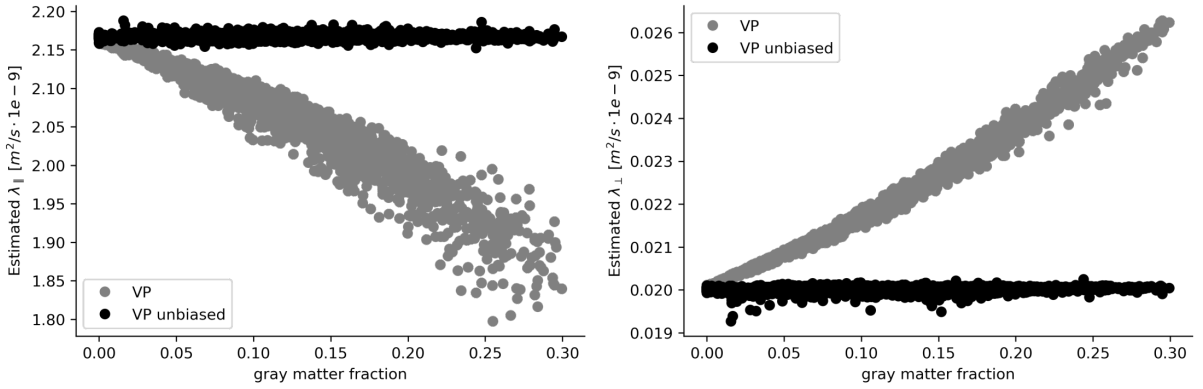 2.20
2.15
2.10
2.05
2.00
1.95
1.90
1.85
1.80
Estimated λ∥ [m²/s · 1e − 9]
VP
VP unbiased
0.00 0.05 0.10 0.15 0.20 0.25 0.30
gray matter fraction
0.026
0.025
0.024
0.023
0.022
0.021
0.020
0.019
Estimated λ⊥ [m²/s · 1e − 9]
VP
VP unbiased
0.00 0.05 0.10 0.15 0.20 0.25 0.30
gray matter fraction